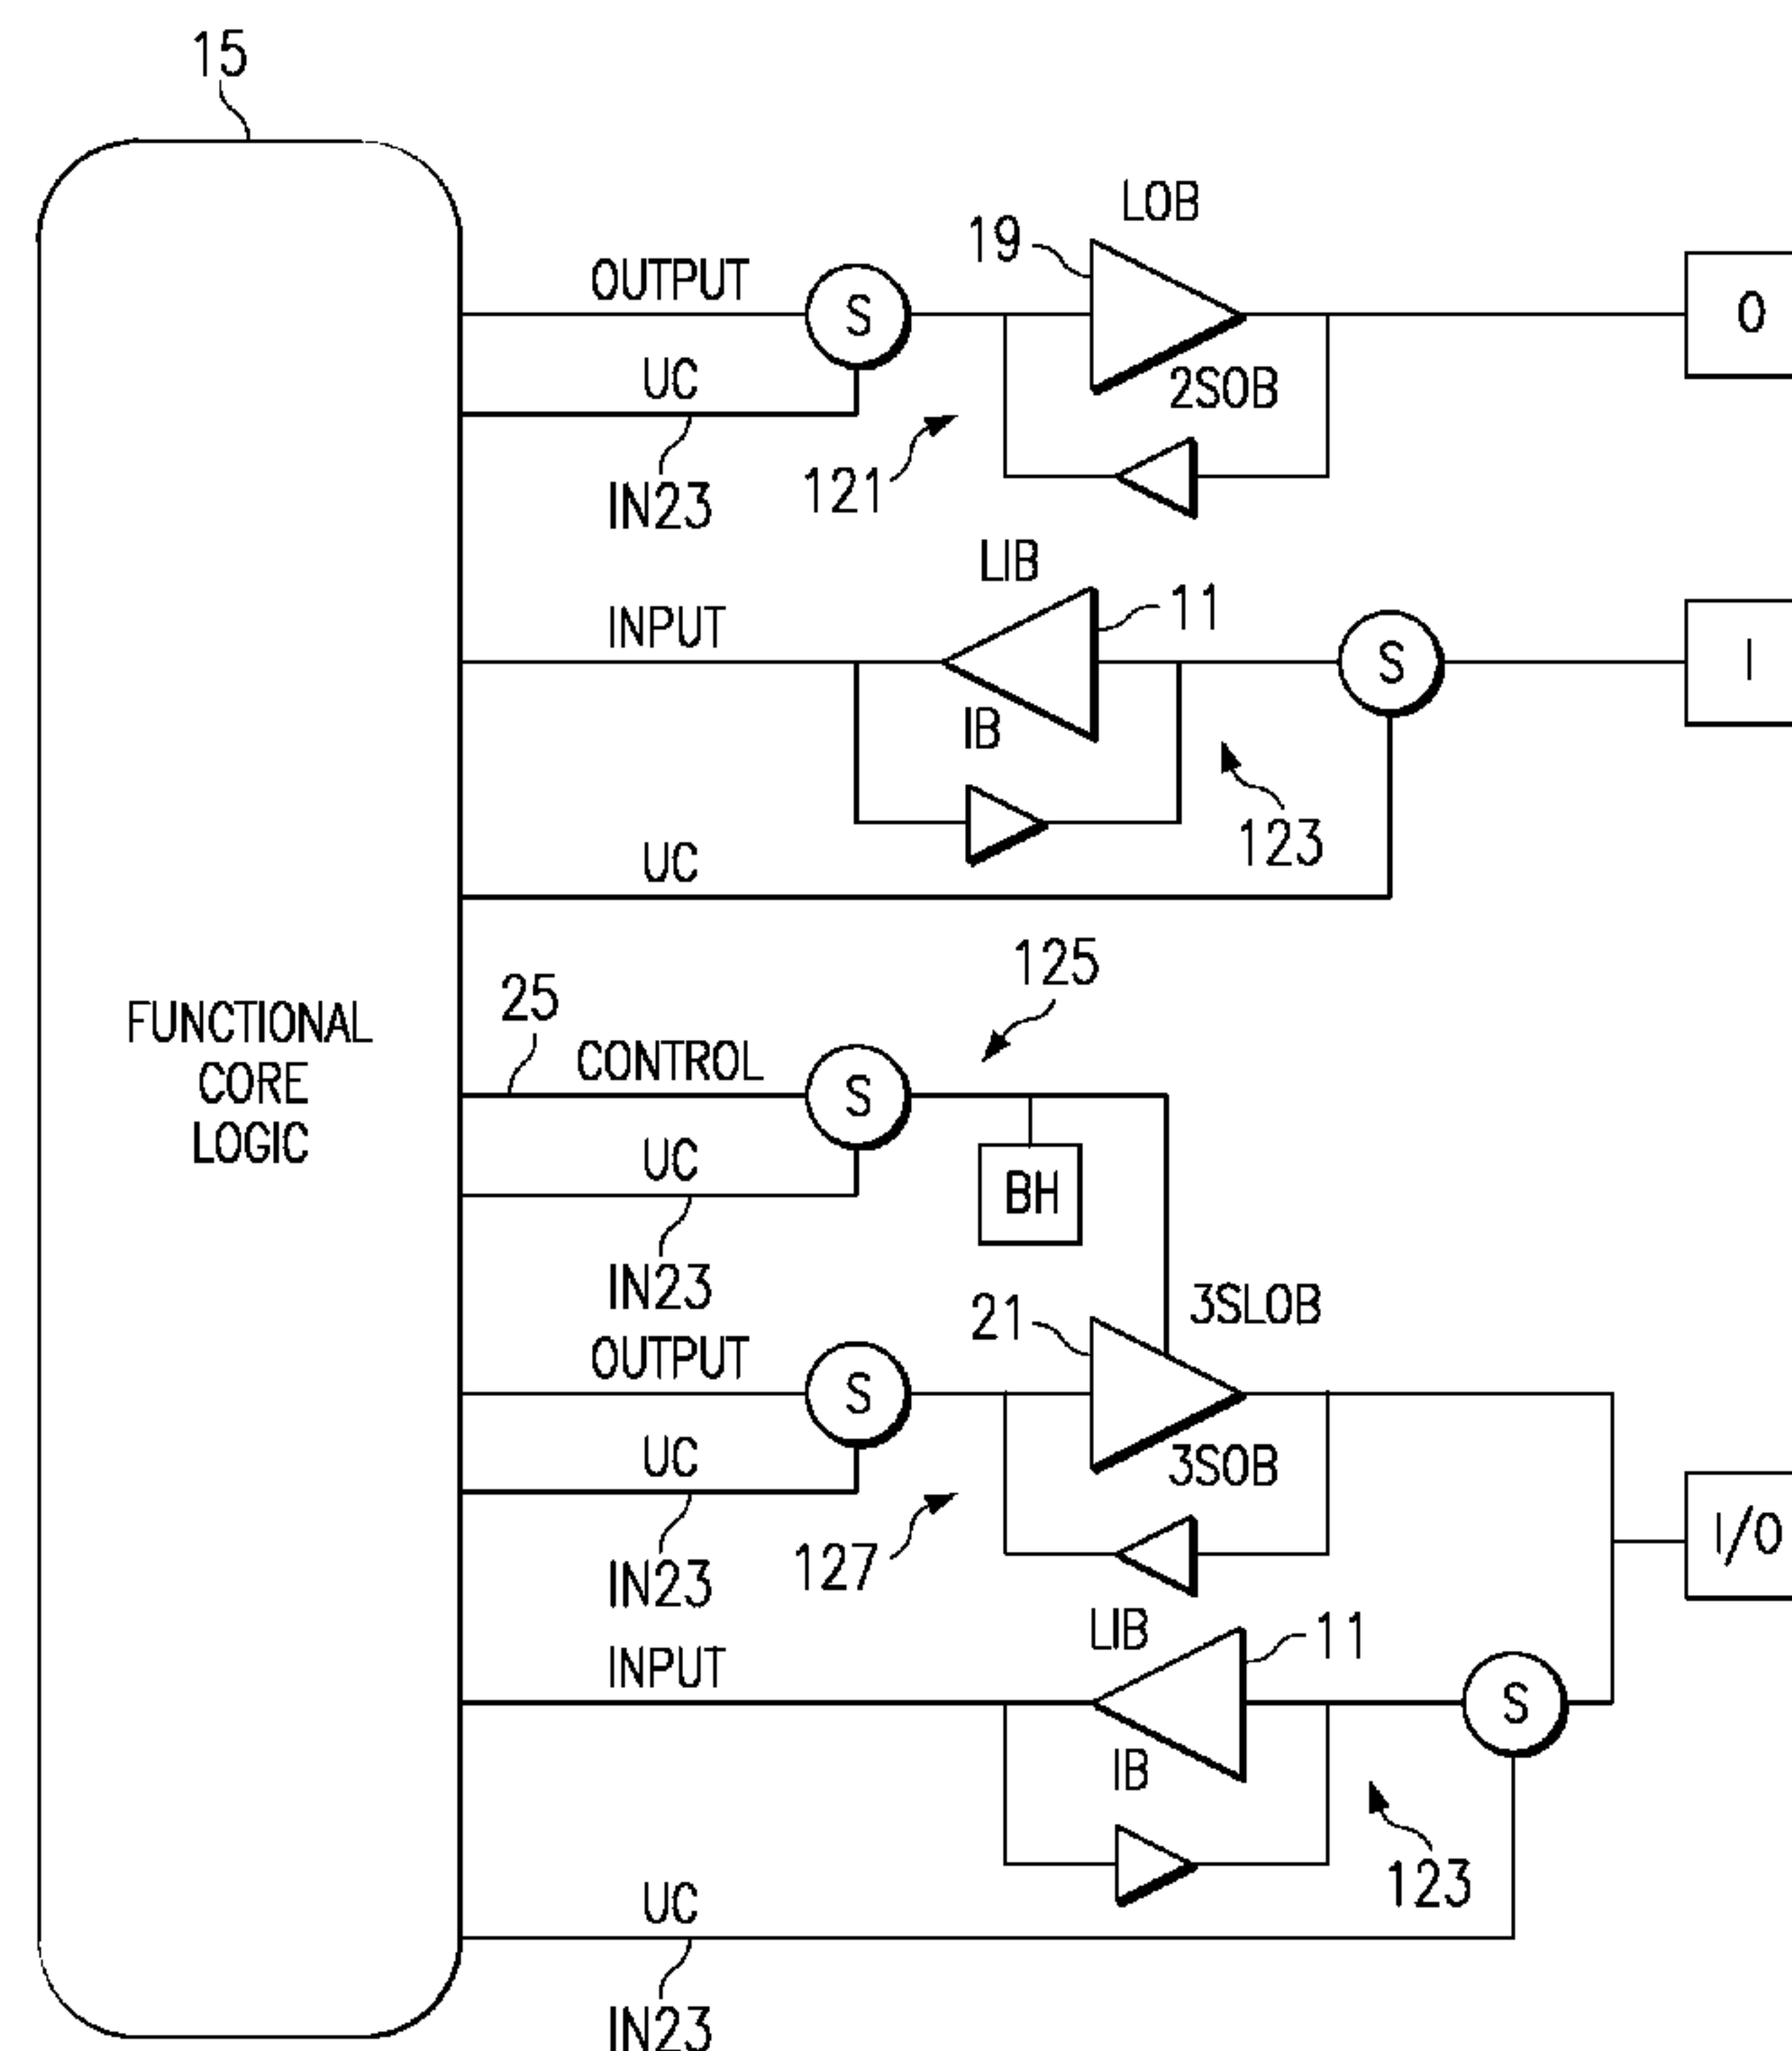 15
LOB
19
OUTPUT
S
O
UC
2SOB
121
IN23
LIB
INPUT
11
S
I
IB
123
UC
125
25
FUNCTIONAL
CORE
LOGIC
CONTROL
S
UC
BH
IN23
3SLOB
21
OUTPUT
S
UC
3SOB
127
I/O
IN23
LIB
INPUT
11
S
IB
123
UC
IN23